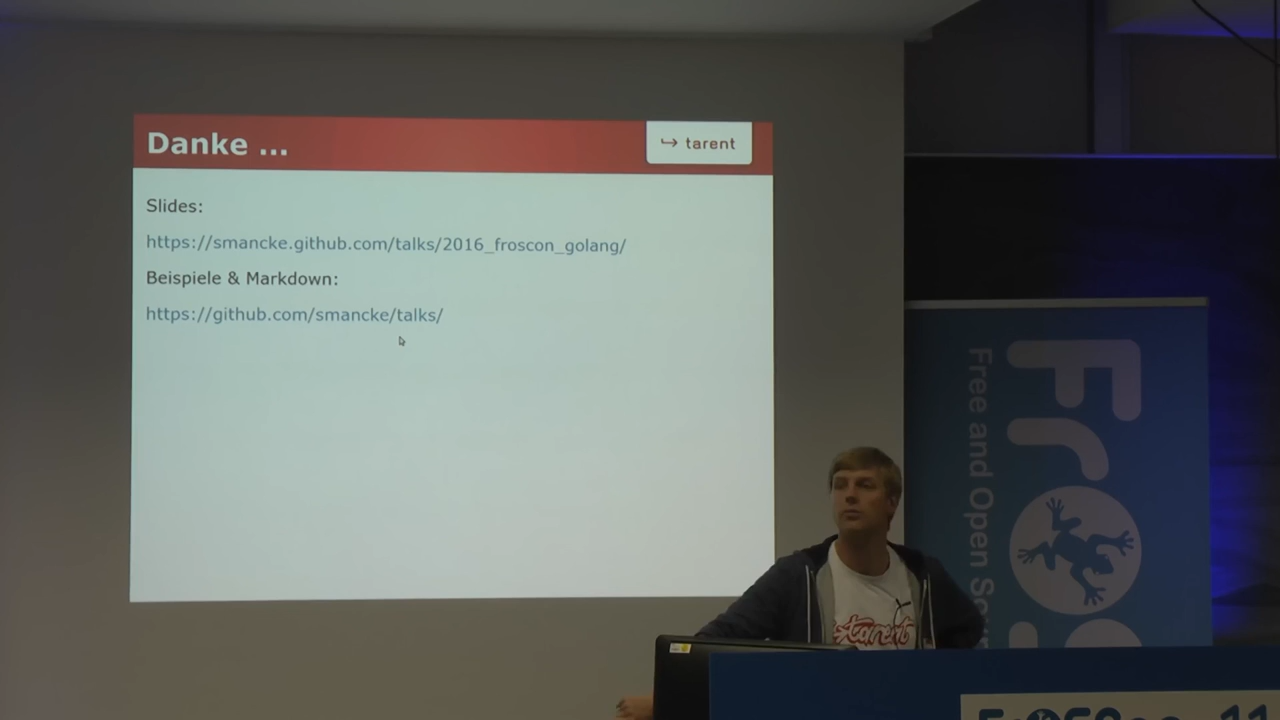 Danke ...
↪ tarent
Slides:
https://smancke.github.com/talks/2016_froscon_golang/
Beispiele & Markdown:
https://github.com/smancke/talks/
Free and Open
tarent